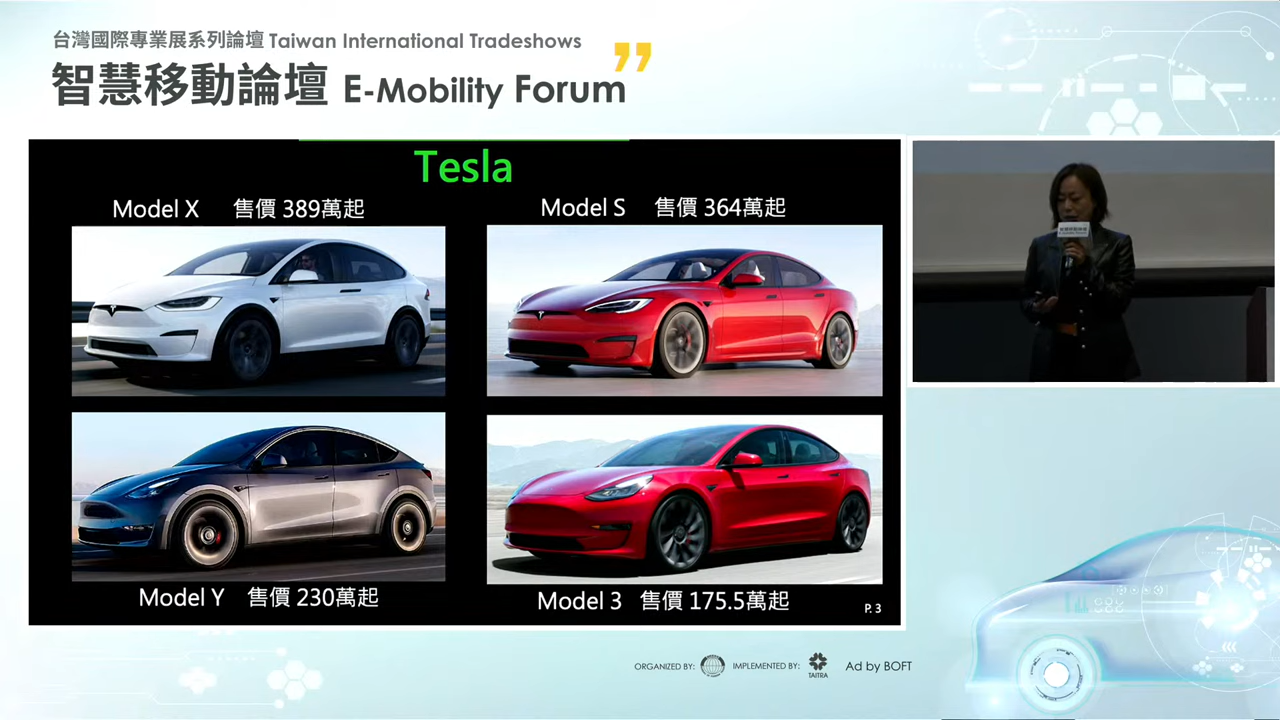 台灣國際專業展系列論壇 Taiwan International Tradeshows
智慧移動論壇 E-Mobility Forum
Tesla
Model X 售價 389萬起
Model S 售價 364萬起
Model Y 售價 230萬起
Model 3 售價 175.5萬起
P. 3
ORGANIZED BY:
IMPLEMENTED BY:
TAITRA
Ad by BOFT